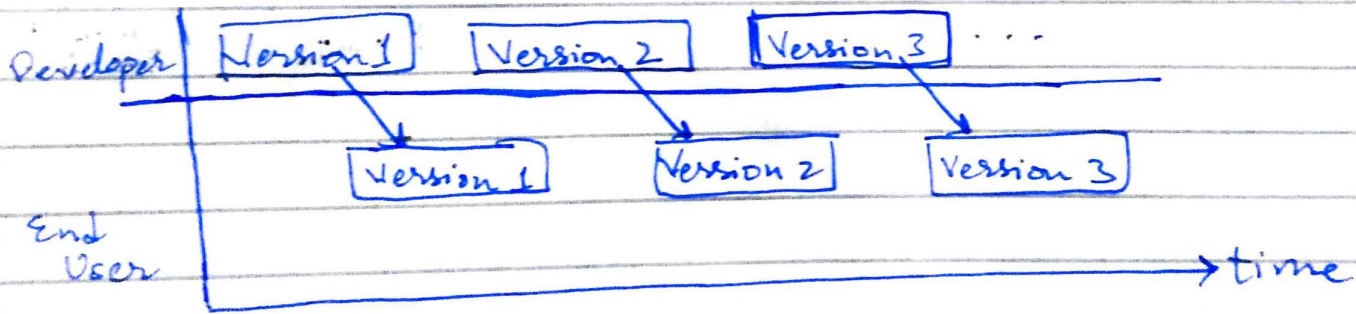 Developer Version 1 Version 2 Version 3 ....
Version 1 Version 2 Version 3
End
User
time